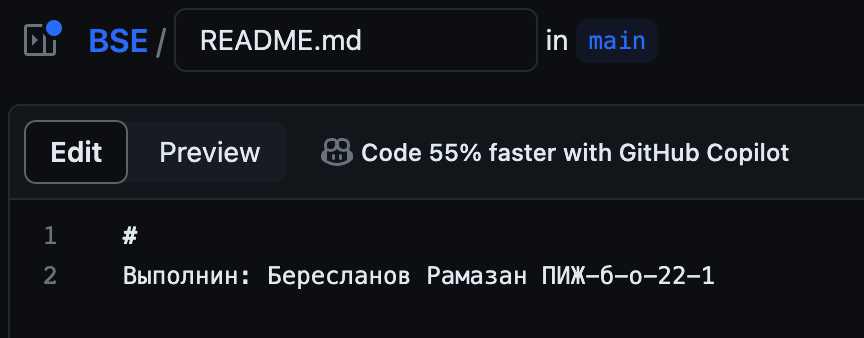 BSE / README.md in main
Edit Preview Code 55% faster with GitHub Copilot
1 #
2 Выполнин: Бересланов Рамазан ПИЖ-б-о-22-1